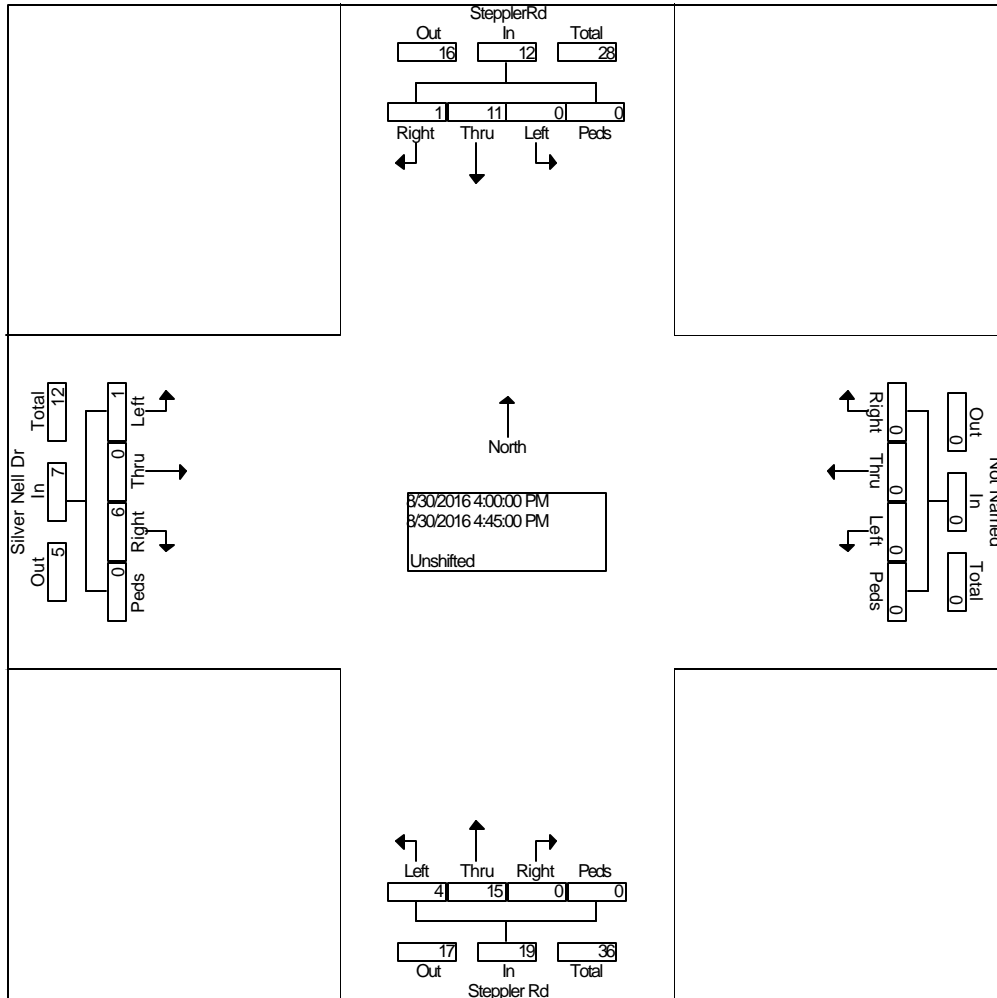 StepplerRd
Out In Total
16 12 28
1 11 0 0
Right Thru Left Peds
Silver Nell Dr
Total In Out
12 7 5
1 0 6 0
Left Thru Right Peds
North
8/30/2016 4:00:00 PM
8/30/2016 4:45:00 PM
Unshifted
Right Thru Left Peds
0 0 0 0
Out In Total
0 0 0
Not Named
Left Thru Right Peds
4 15 0 0
17 19 36
Out In Total
Steppler Rd